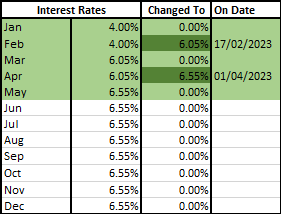 Interest Rates Changed To On Date
Jan 4.00% 0.00%
Feb 4.00% 6.05% 17/02/2023
Mar 6.05% 0.00%
Apr 6.05% 6.55% 01/04/2023
May 6.55% 0.00%
Jun 6.55% 0.00%
Jul 6.55% 0.00%
Aug 6.55% 0.00%
Sep 6.55% 0.00%
Oct 6.55% 0.00%
Nov 6.55% 0.00%
Dec 6.55% 0.00%